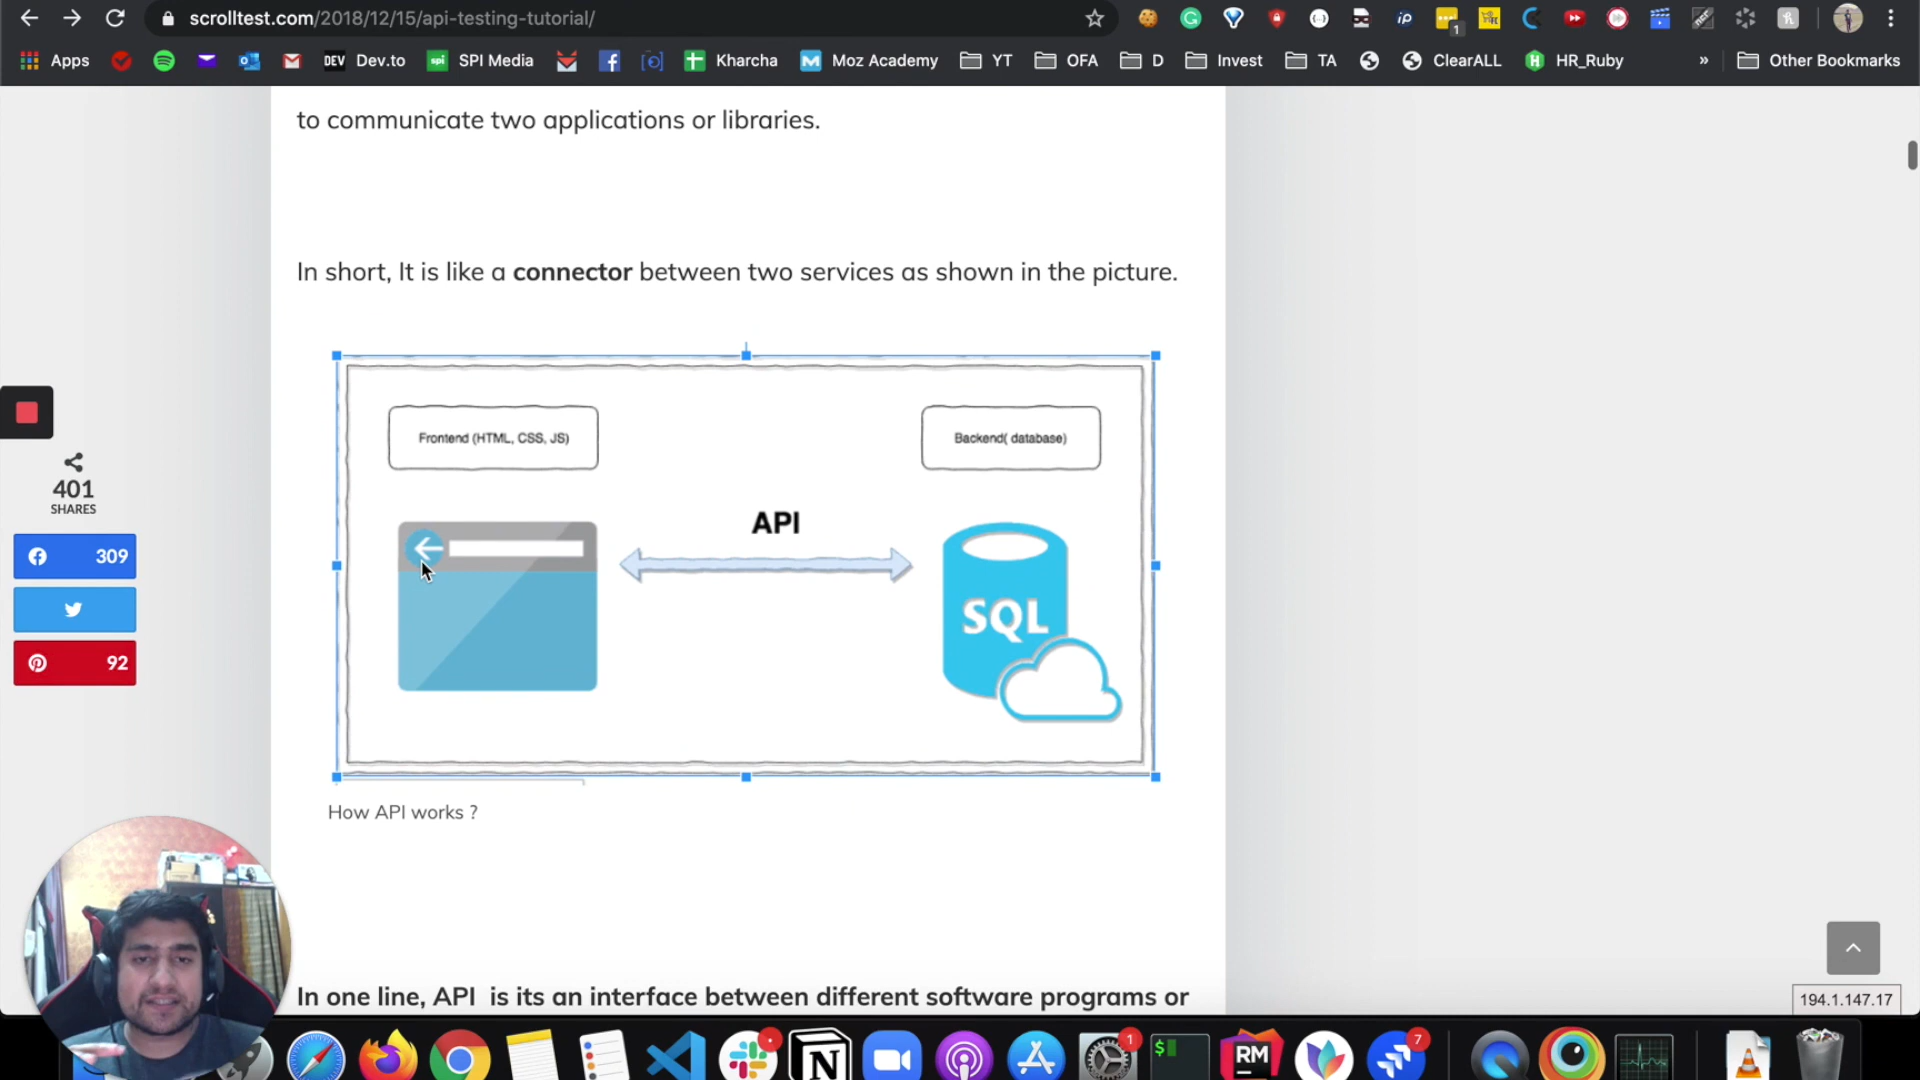 scrolltest.com/2018/12/15/api-testing-tutorial/
Apps
DEV Dev.to
spi SPI Media
Kharcha
M Moz Academy
YT
OFA
D
Invest
TA
ClearALL
H HR_Ruby
»
Other Bookmarks
to communicate two applications or libraries.
In short, It is like a connector between two services as shown in the picture.
Frontend (HTML, CSS, JS)
Backend( database)
API
SQL
401
SHARES
309
92
How API works ?
In one line, API is its an interface between different software programs or
194.1.147.17
1
RM
7